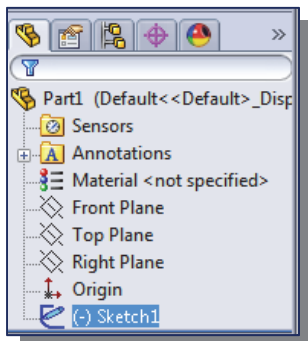 »
Part1 (Default<<Default>_Disp
Sensors
A Annotations
Material <not specified>
Front Plane
Top Plane
Right Plane
Origin
(-) Sketch1